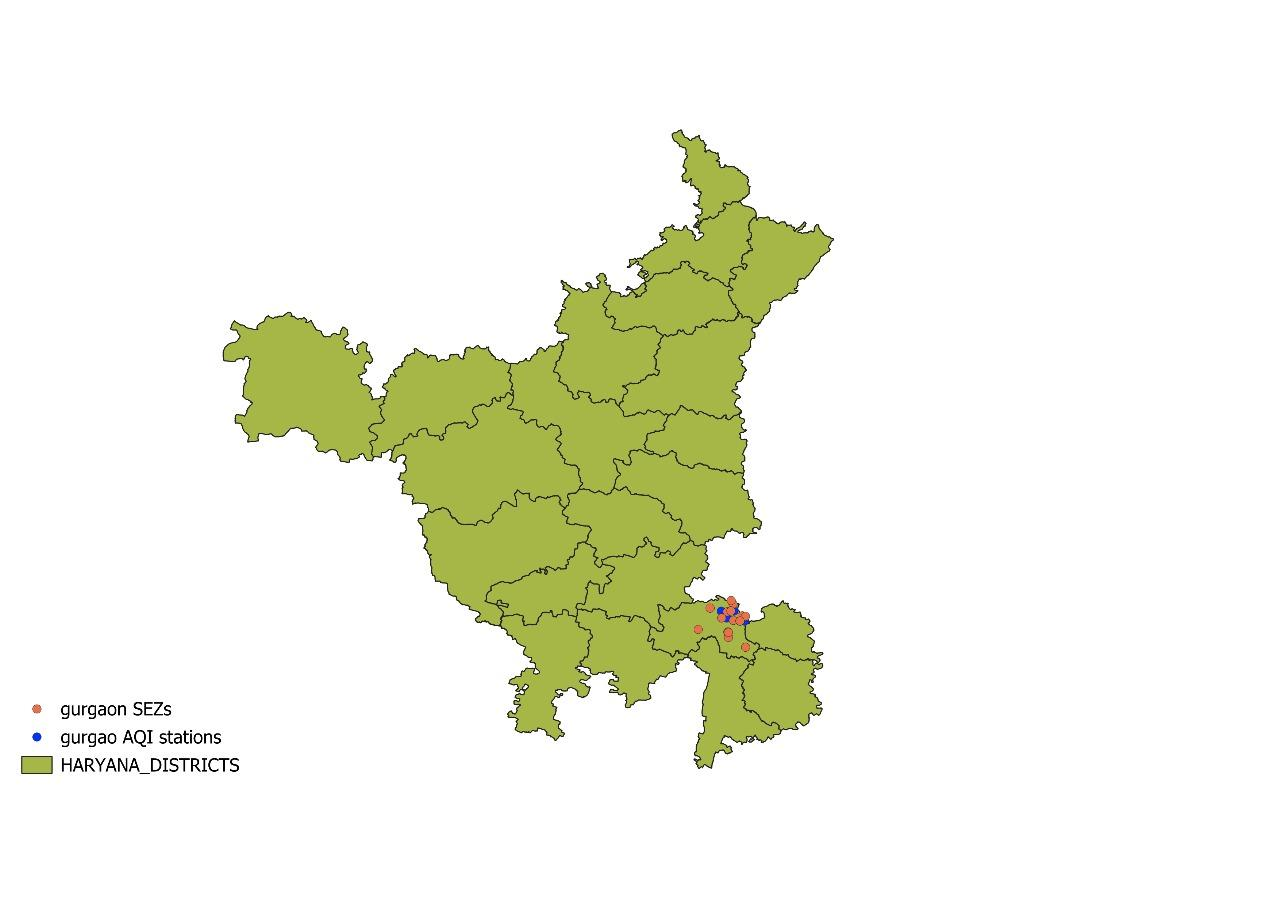 gurgaon SEZs
gurgao AQI stations
HARYANA_DISTRICTS